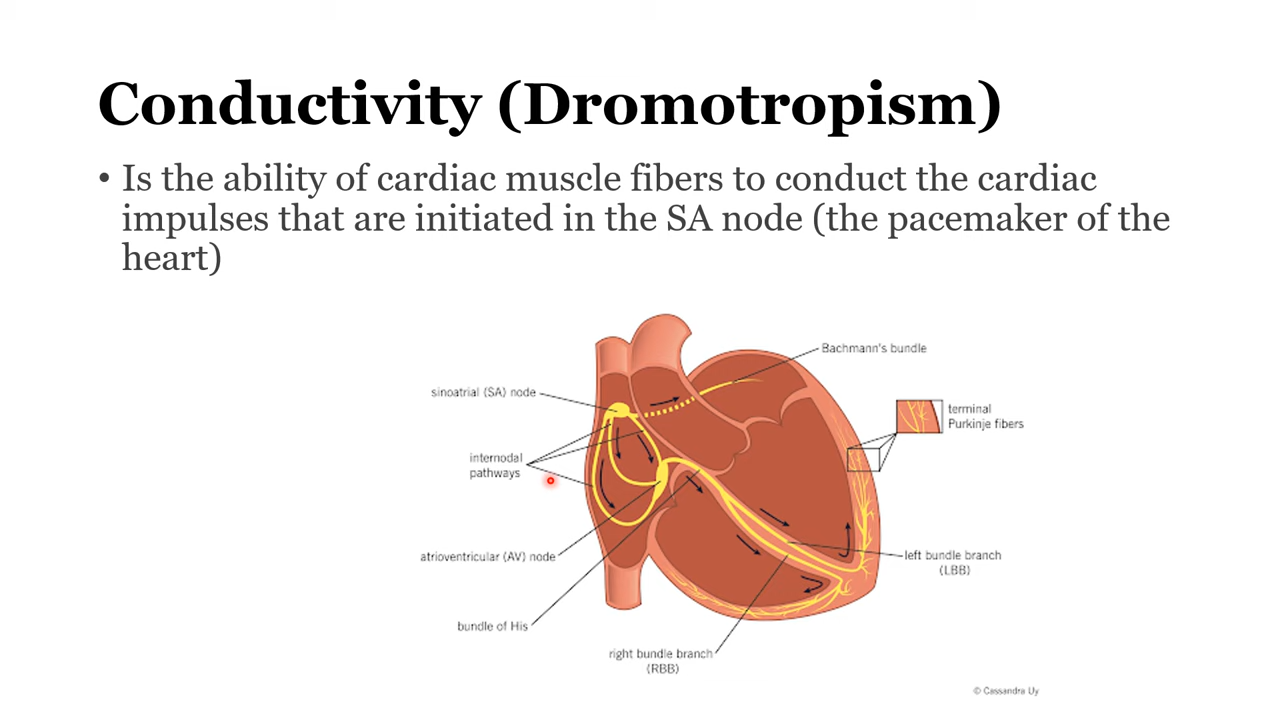 Conductivity (Dromotropism)
• Is the ability of cardiac muscle fibers to conduct the cardiac
impulses that are initiated in the SA node (the pacemaker of the
heart)
Bachmann's bundle
sinoatrial (SA) node
terminal
Purkinje fibers
internodal
pathways
atrioventricular (AV) node
left bundle branch
(LBB)
bundle of His
right bundle branch
(RBB)
© Cassandra Uy